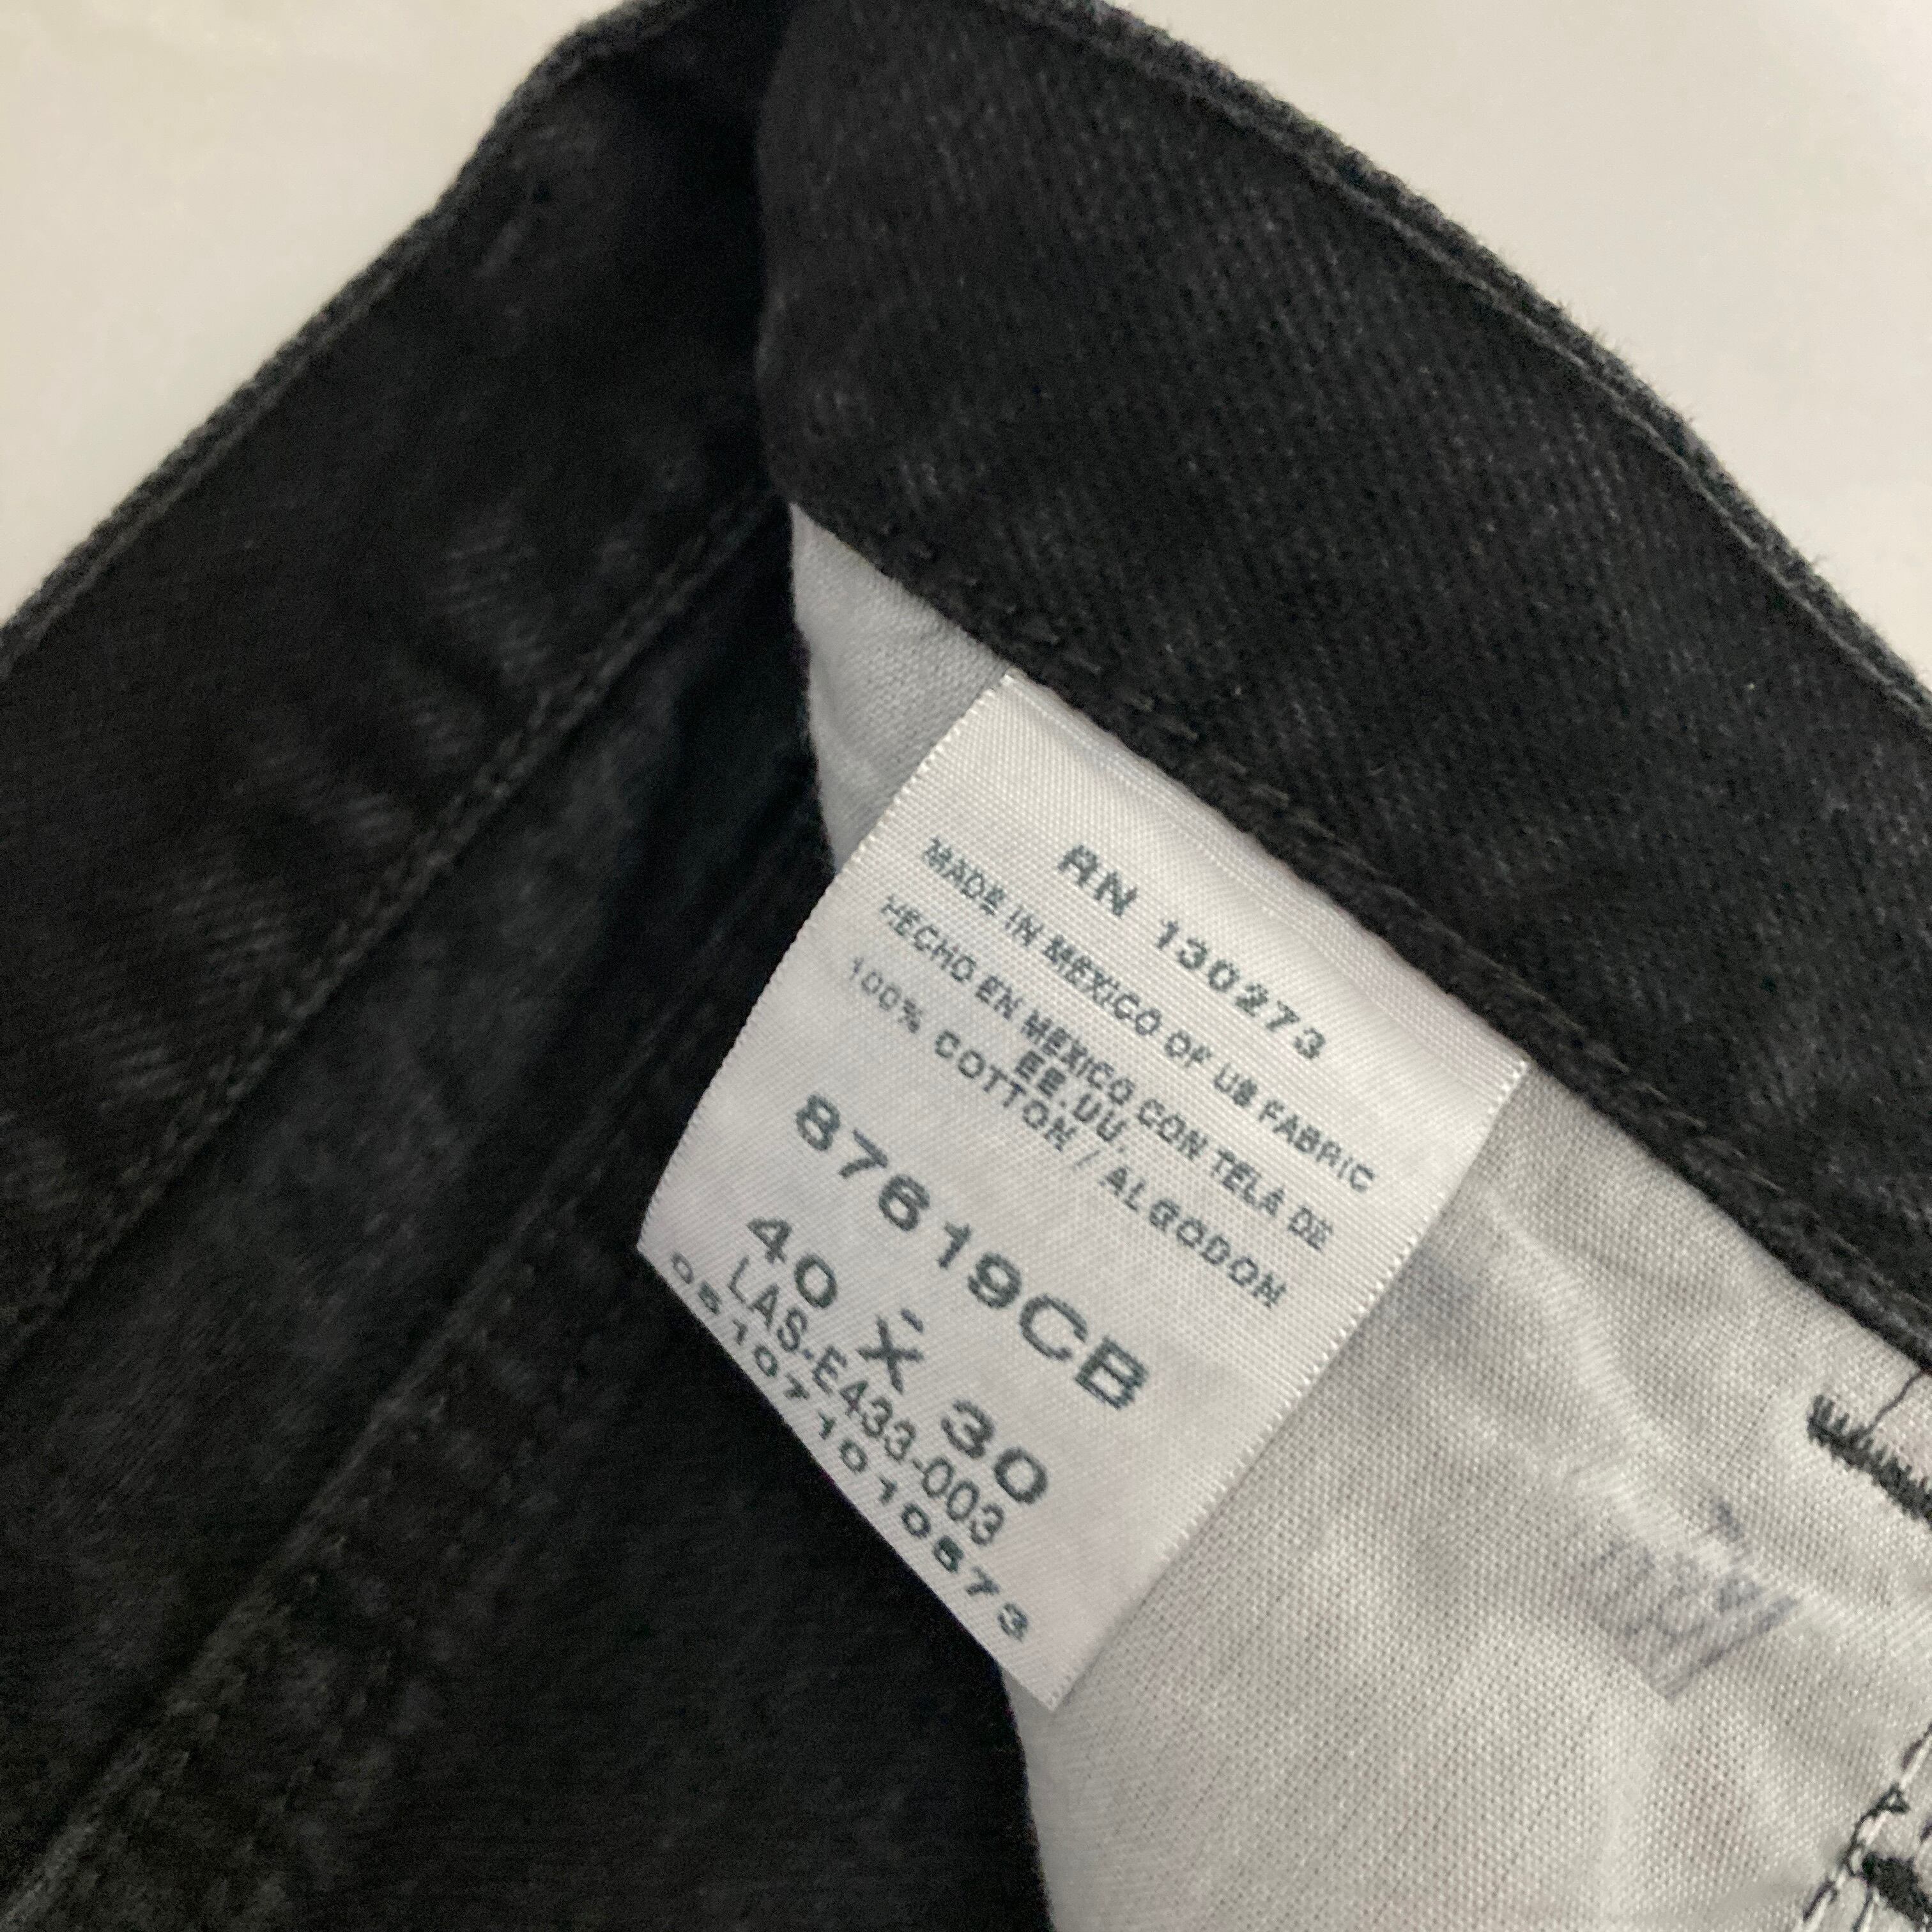 RN 130273
MADE IN MEXICO OF US FABRIC
HECHO EN MEXICO CON TELA DE
EE.UU.
100% COTTON / ALGODON
87619CB
40 X 30
LAS-E433-003
0510710110573